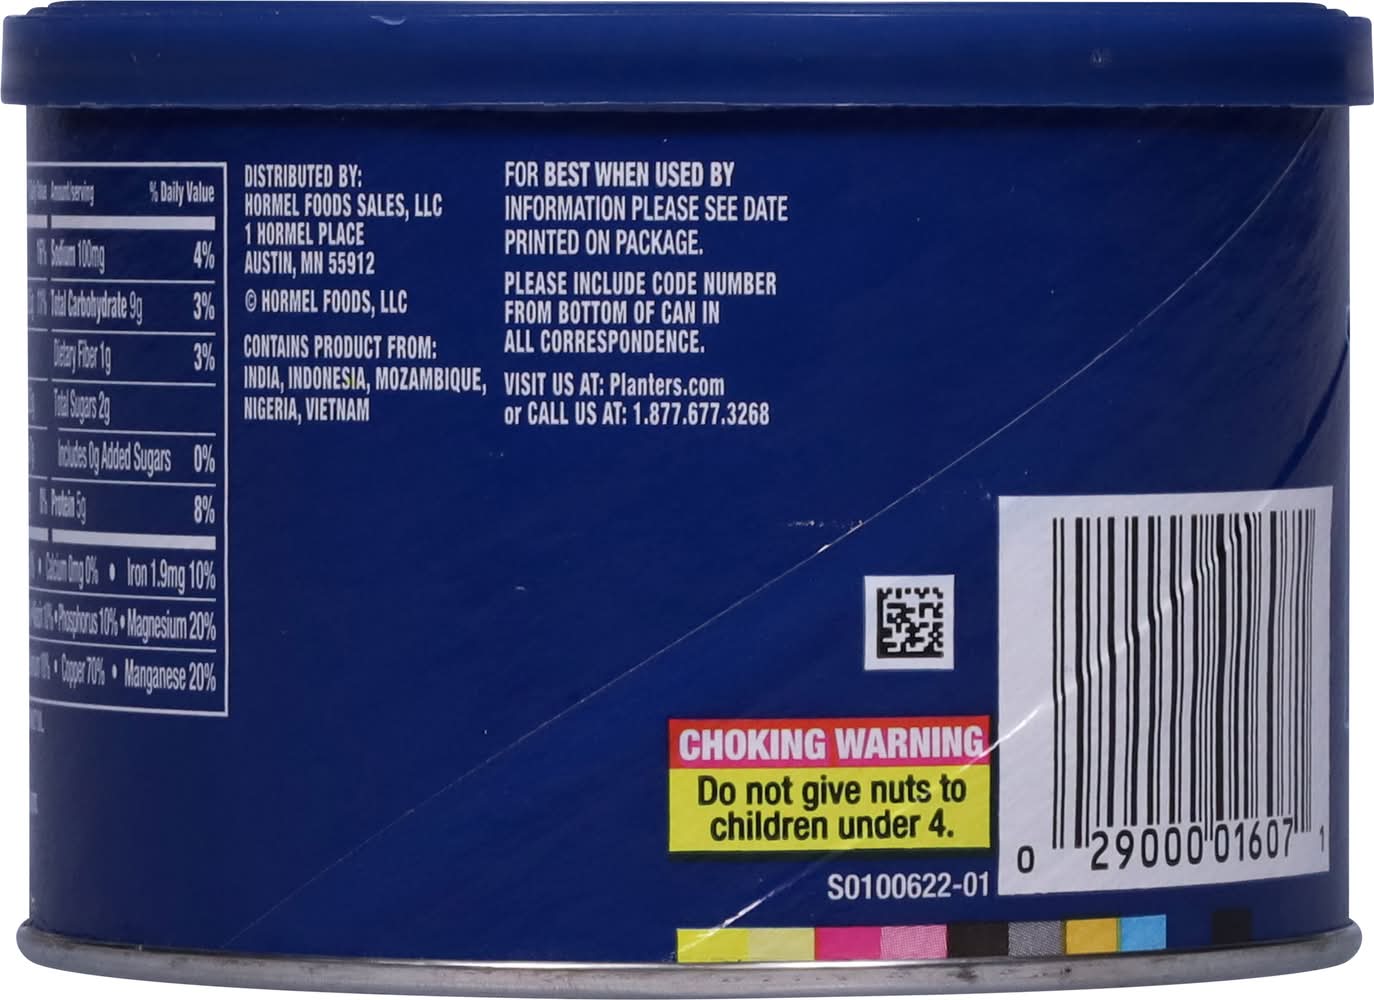 Amount/serving % Daily Value
Sodium 100mg 4%
Total Carbohydrate 9g 3%
Dietary Fiber 1g 3%
Total Sugars 2g
Includes 0g Added Sugars 0%
Protein 5g 8%
Calcium 0mg 0% • Iron 1.9mg 10%
• Phosphorus 10% • Magnesium 20%
• Copper 70% • Manganese 20%
DISTRIBUTED BY:
HORMEL FOODS SALES, LLC
1 HORMEL PLACE
AUSTIN, MN 55912
© HORMEL FOODS, LLC
CONTAINS PRODUCT FROM:
INDIA, INDONESIA, MOZAMBIQUE,
NIGERIA, VIETNAM
FOR BEST WHEN USED BY
INFORMATION PLEASE SEE DATE
PRINTED ON PACKAGE.
PLEASE INCLUDE CODE NUMBER
FROM BOTTOM OF CAN IN
ALL CORRESPONDENCE.
VISIT US AT: Planters.com
or CALL US AT: 1.877.677.3268
CHOKING WARNING
Do not give nuts to
children under 4.
S0100622-01
0 29000 01607 1